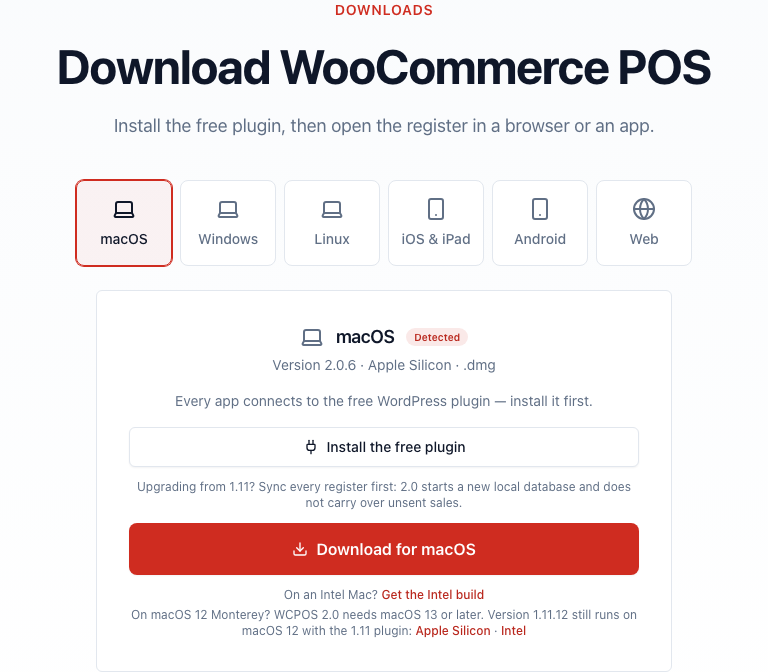 DOWNLOADS
Download WooCommerce POS
Install the free plugin, then open the register in a browser or an app.
macOS
Windows
Linux
iOS & iPad
Android
Web
macOS Detected
Version 2.0.6 · Apple Silicon · .dmg
Every app connects to the free WordPress plugin — install it first.
Install the free plugin
Upgrading from 1.11? Sync every register first: 2.0 starts a new local database and does
not carry over unsent sales.
Download for macOS
On an Intel Mac? Get the Intel build
On macOS 12 Monterey? WCPOS 2.0 needs macOS 13 or later. Version 1.11.12 still runs on
macOS 12 with the 1.11 plugin: Apple Silicon · Intel